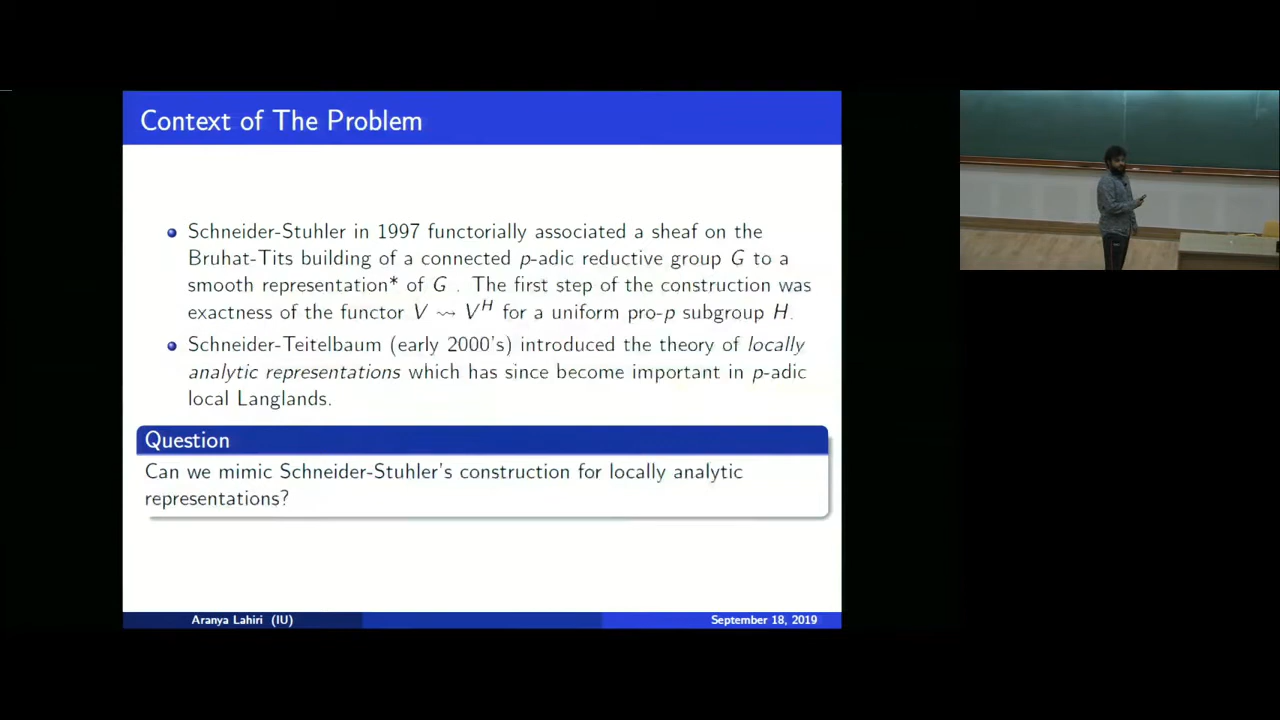 Context of The Problem
Schneider-Stuhler in 1997 functorially associated a sheaf on the
Bruhat-Tits building of a connected p-adic reductive group G to a
smooth representation* of G . The first step of the construction was
exactness of the functor V ⇝ V^H for a uniform pro-p subgroup H.
Schneider-Teitelbaum (early 2000's) introduced the theory of locally
analytic representations which has since become important in p-adic
local Langlands.
Question
Can we mimic Schneider-Stuhler's construction for locally analytic
representations?
Aranya Lahiri (IU)
September 18, 2019